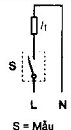 I₁
S
L N
S = Mẫu